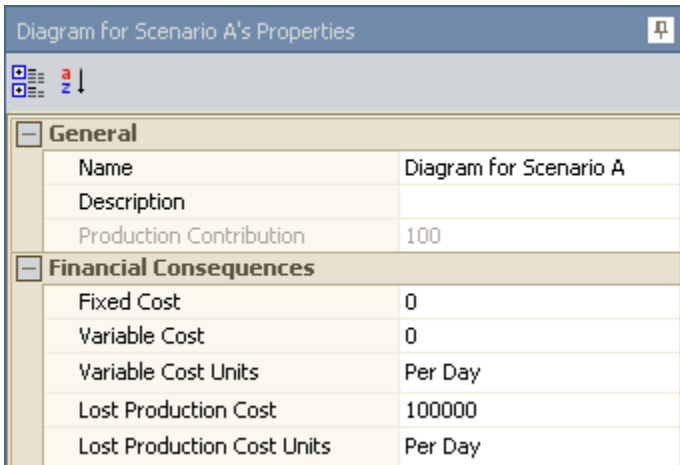 Diagram for Scenario A's Properties
General
Name Diagram for Scenario A
Description
Production Contribution 100
Financial Consequences
Fixed Cost 0
Variable Cost 0
Variable Cost Units Per Day
Lost Production Cost 100000
Lost Production Cost Units Per Day